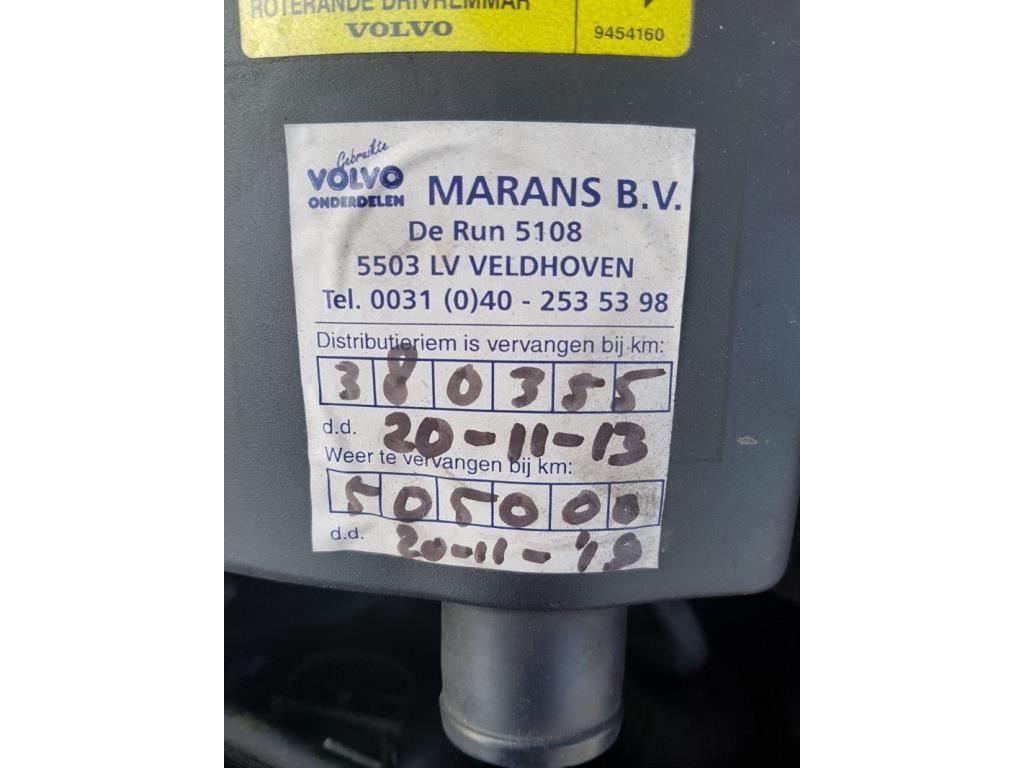 ROTERANDE DRIVREMMAR
VOLVO
9454160
Gebruikte
VOLVO
ONDERDELEN
MARANS B.V.
De Run 5108
5503 LV VELDHOVEN
Tel. 0031 (0)40 - 253 53 98
Distributieriem is vervangen bij km:
380355
d.d. 20-11-13
Weer te vervangen bij km:
505000
d.d. 20-11-'19